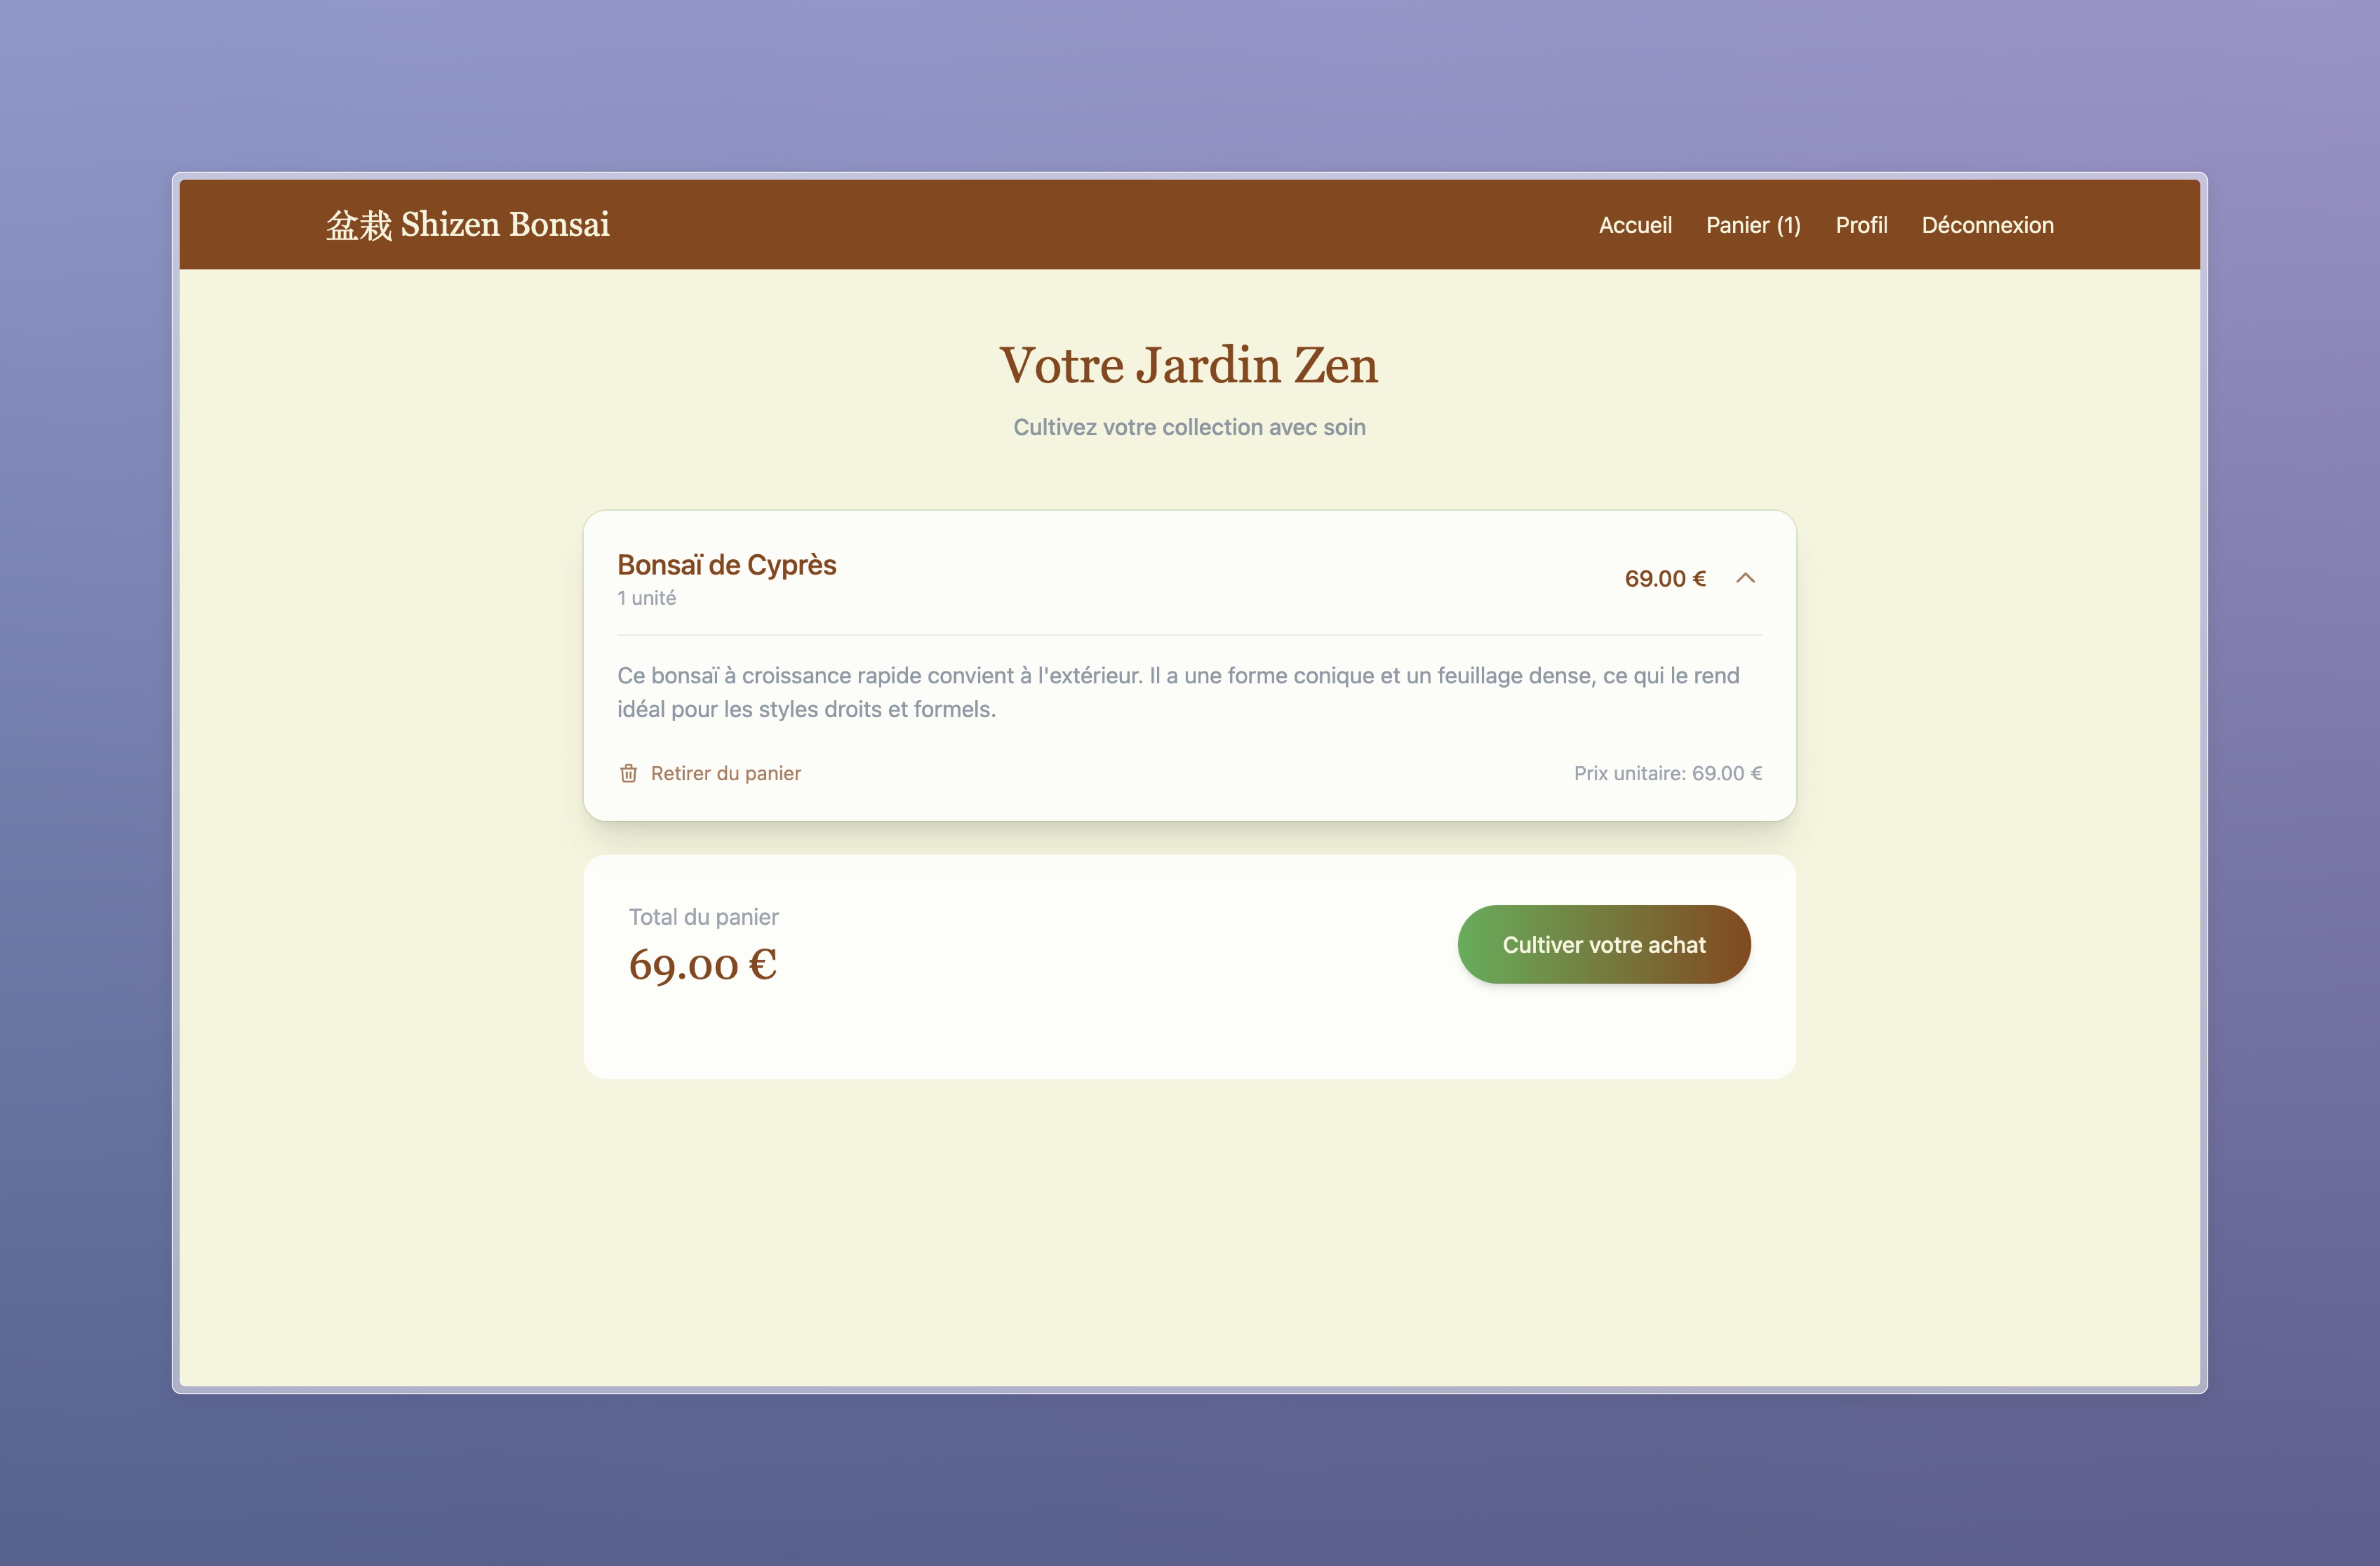 盆栽 Shizen Bonsai
Accueil Panier (1) Profil Déconnexion
Votre Jardin Zen
Cultivez votre collection avec soin
Bonsaï de Cyprès
1 unité
69.00 €
Ce bonsaï à croissance rapide convient à l'extérieur. Il a une forme conique et un feuillage dense, ce qui le rend
idéal pour les styles droits et formels.
Retirer du panier
Prix unitaire: 69.00 €
Total du panier
69.00 €
Cultiver votre achat